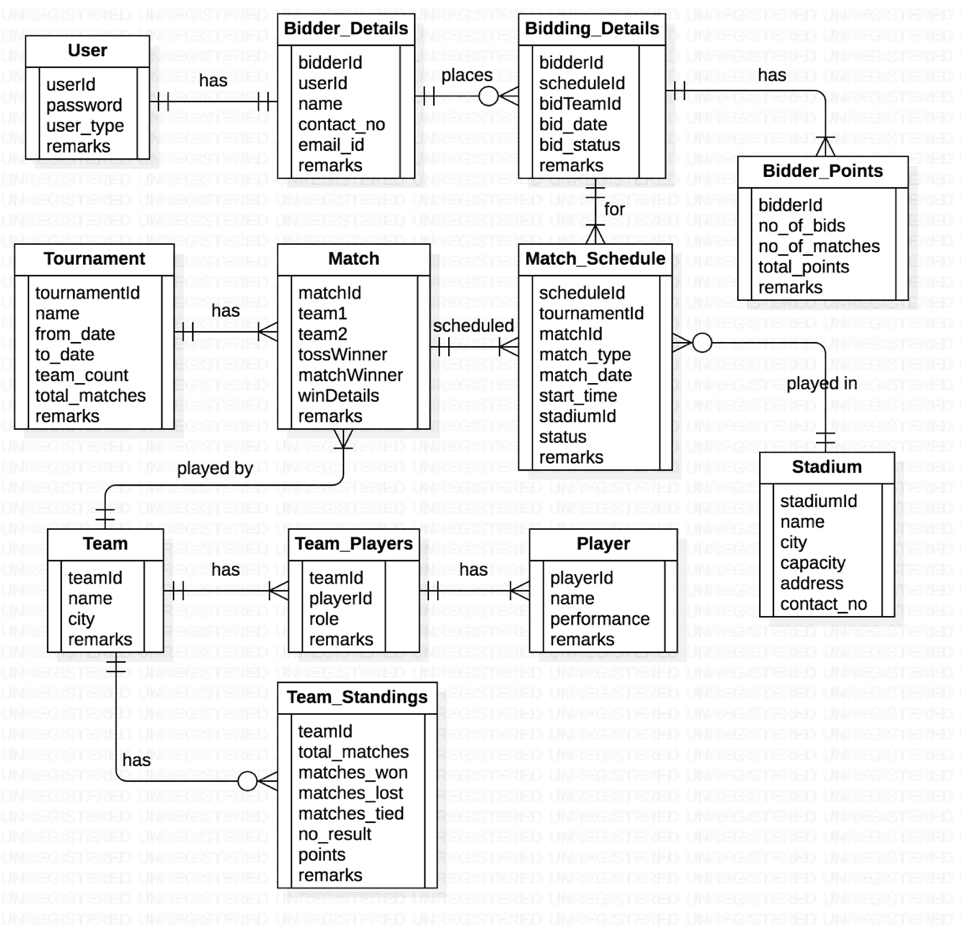 User
userId
password
user_type
remarks
has
Bidder_Details
bidderId
userId
name
contact_no
email_id
remarks
places
Bidding_Details
bidderId
scheduleId
bidTeamId
bid_date
bid_status
remarks
has
Bidder_Points
bidderId
no_of_bids
no_of_matches
total_points
remarks
for
Tournament
tournamentId
name
from_date
to_date
team_count
total_matches
remarks
has
Match
matchId
team1
team2
tossWinner
matchWinner
winDetails
remarks
scheduled
Match_Schedule
scheduleId
tournamentId
matchId
match_type
match_date
start_time
stadiumId
status
remarks
played in
Stadium
stadiumId
name
city
capacity
address
contact_no
played by
Team
teamId
name
city
remarks
has
Team_Players
teamId
playerId
role
remarks
has
Player
playerId
name
performance
remarks
has
Team_Standings
teamId
total_matches
matches_won
matches_lost
matches_tied
no_result
points
remarks
UNREGISTERED